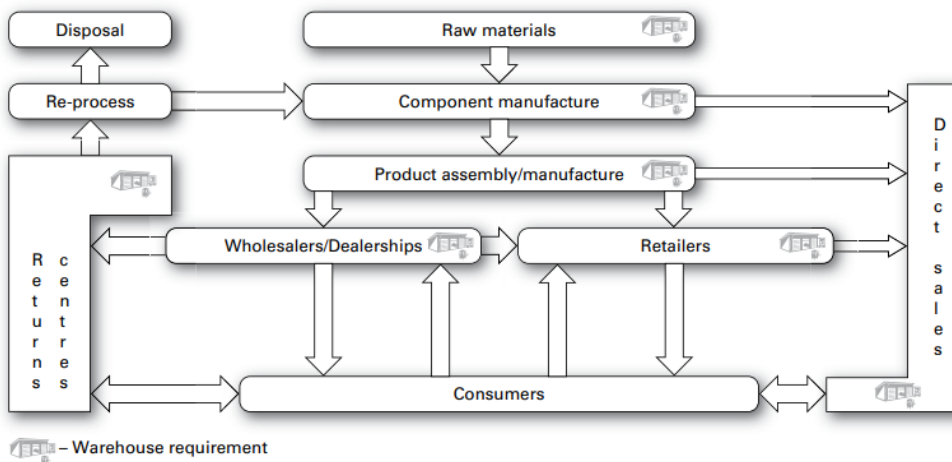 Disposal
Raw materials
Re-process
Component manufacture
Product assembly/manufacture
Wholesalers/Dealerships
Retailers
Returns
centres
Direct sales
Consumers
– Warehouse requirement